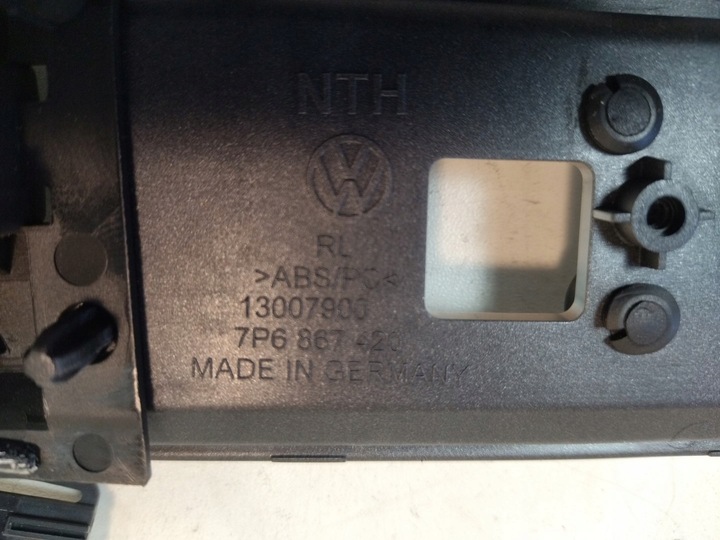 NTH
RL
>ABS/PC<
13007900
7P6 867 420
MADE IN GERMANY